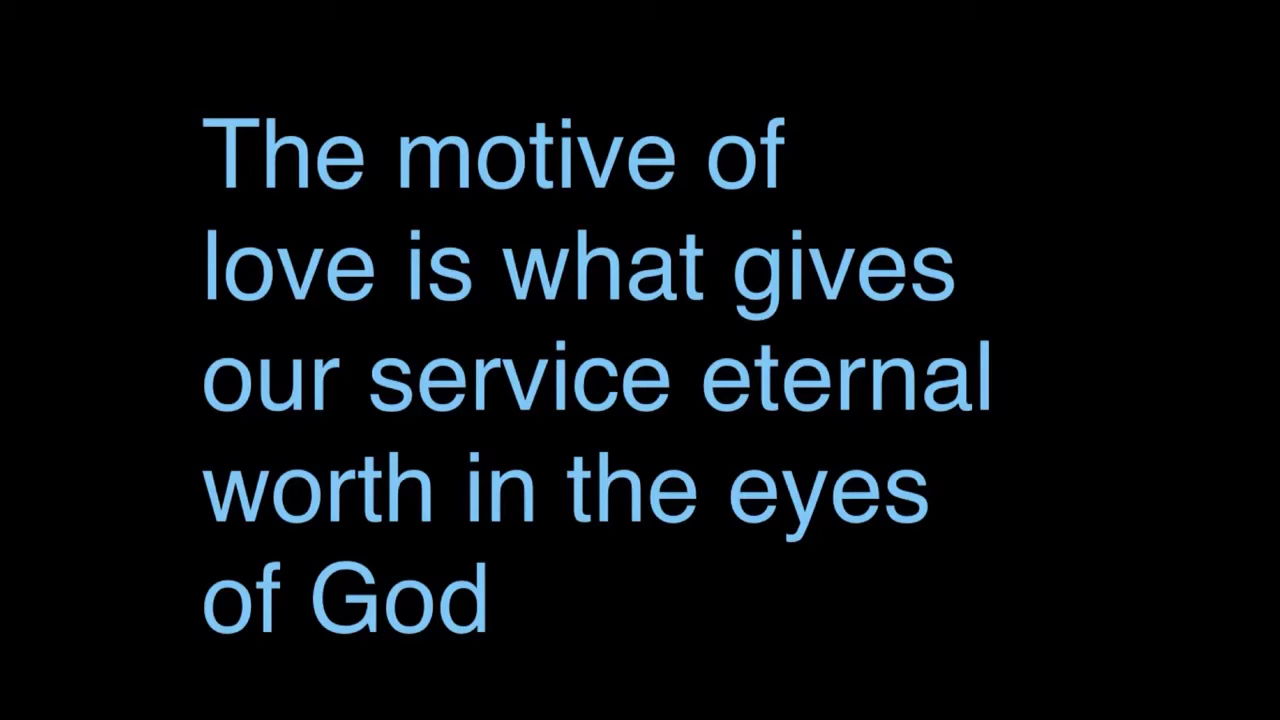 The motive of
love is what gives
our service eternal
worth in the eyes
of God